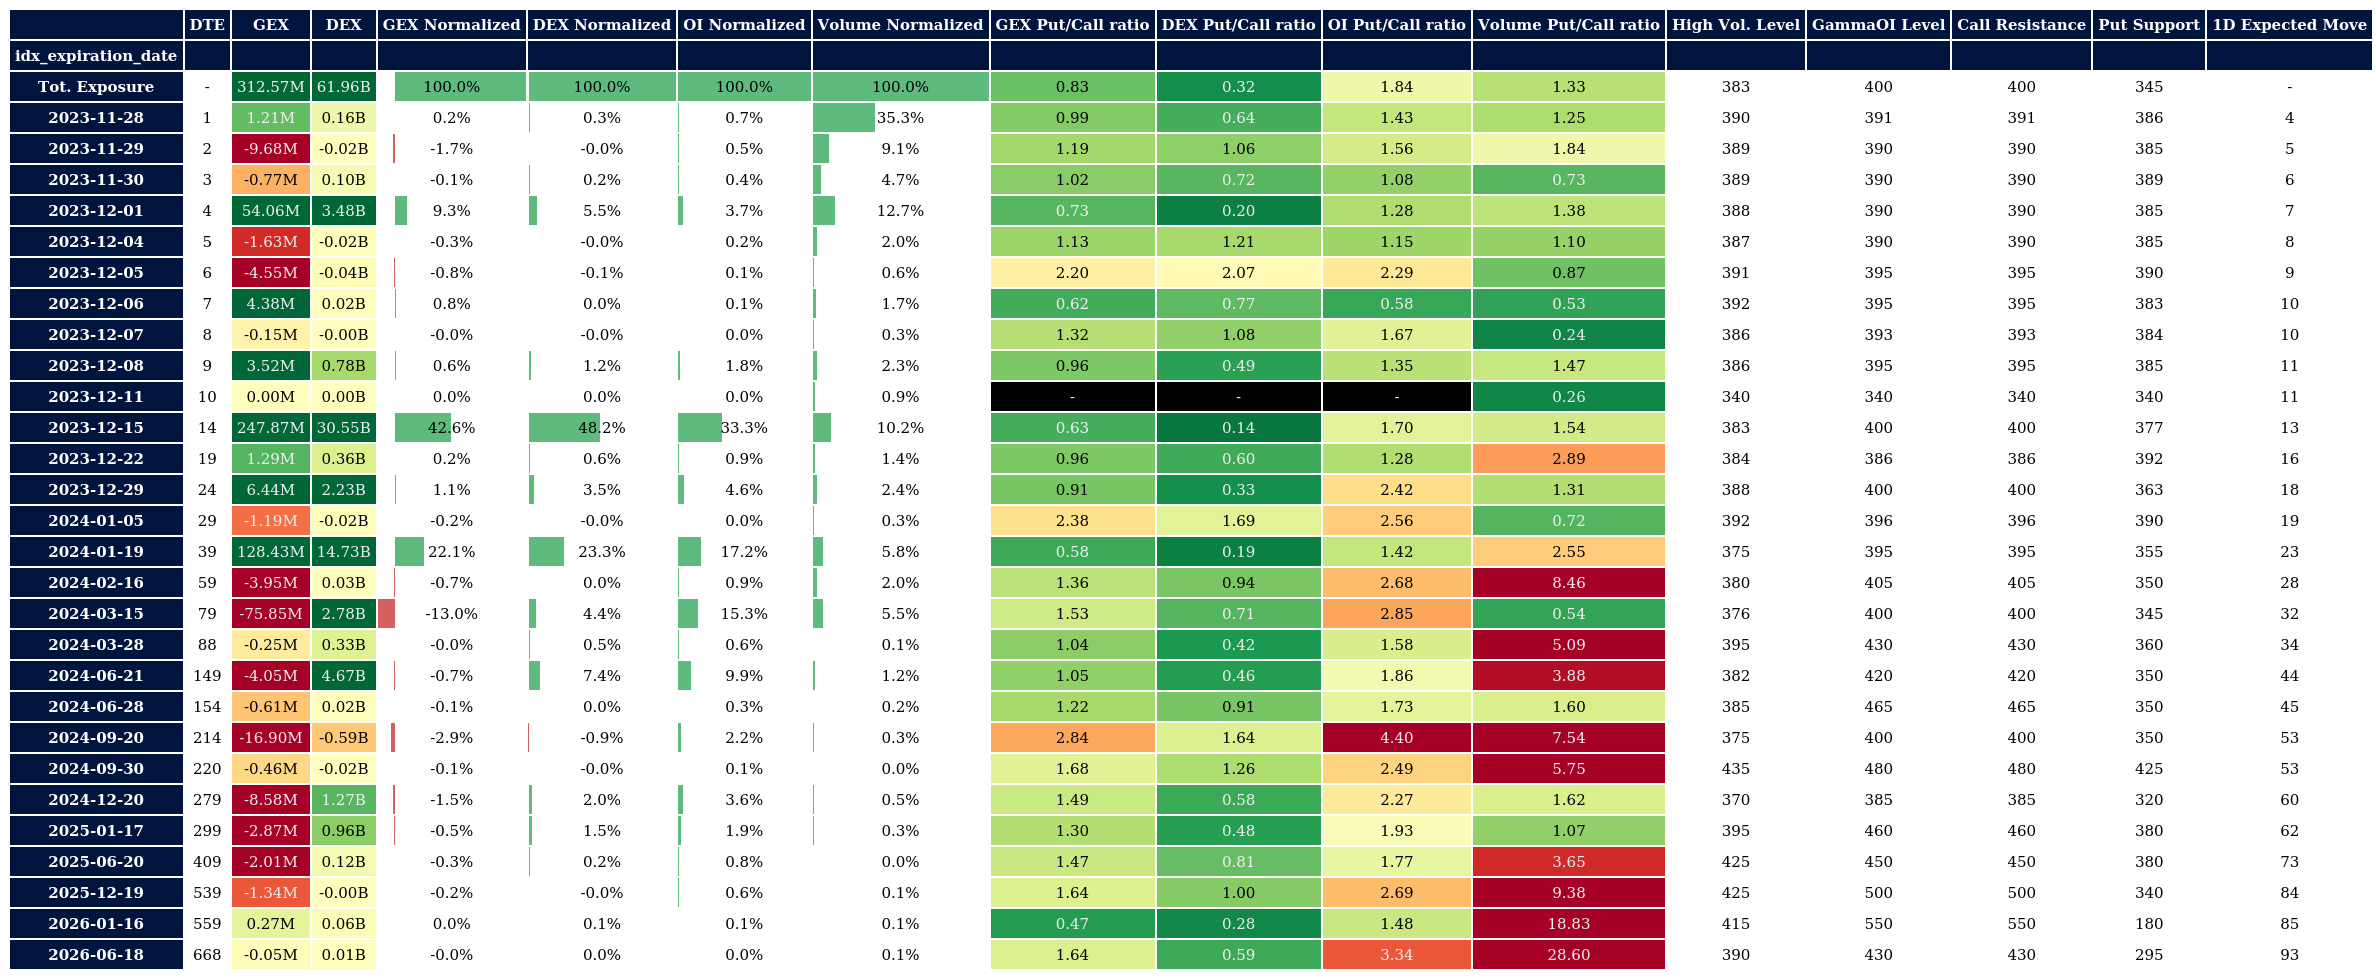 DTE GEX DEX GEX Normalized DEX Normalized OI Normalized Volume Normalized GEX Put/Call ratio DEX Put/Call ratio OI Put/Call ratio Volume Put/Call ratio High Vol. Level GammaOI Level Call Resistance Put Support 1D Expected Move
idx_expiration_date
Tot. Exposure - 312.57M 61.96B 100.0% 100.0% 100.0% 100.0% 0.83 0.32 1.84 1.33 383 400 400 345 -
2023-11-28 1 1.21M 0.16B 0.2% 0.3% 0.7% 35.3% 0.99 0.64 1.43 1.25 390 391 391 386 4
2023-11-29 2 -9.68M -0.02B -1.7% -0.0% 0.5% 9.1% 1.19 1.06 1.56 1.84 389 390 390 385 5
2023-11-30 3 -0.77M 0.10B -0.1% 0.2% 0.4% 4.7% 1.02 0.72 1.08 0.73 389 390 390 389 6
2023-12-01 4 54.06M 3.48B 9.3% 5.5% 3.7% 12.7% 0.73 0.20 1.28 1.38 388 390 390 385 7
2023-12-04 5 -1.63M -0.02B -0.3% -0.0% 0.2% 2.0% 1.13 1.21 1.15 1.10 387 390 390 385 8
2023-12-05 6 -4.55M -0.04B -0.8% -0.1% 0.1% 0.6% 2.20 2.07 2.29 0.87 391 395 395 390 9
2023-12-06 7 4.38M 0.02B 0.8% 0.0% 0.1% 1.7% 0.62 0.77 0.58 0.53 392 395 395 383 10
2023-12-07 8 -0.15M -0.00B -0.0% -0.0% 0.0% 0.3% 1.32 1.08 1.67 0.24 386 393 393 384 10
2023-12-08 9 3.52M 0.78B 0.6% 1.2% 1.8% 2.3% 0.96 0.49 1.35 1.47 386 395 395 385 11
2023-12-11 10 0.00M 0.00B 0.0% 0.0% 0.0% 0.9% - - - 0.26 340 340 340 340 11
2023-12-15 14 247.87M 30.55B 42.6% 48.2% 33.3% 10.2% 0.63 0.14 1.70 1.54 383 400 400 377 13
2023-12-22 19 1.29M 0.36B 0.2% 0.6% 0.9% 1.4% 0.96 0.60 1.28 2.89 384 386 386 392 16
2023-12-29 24 6.44M 2.23B 1.1% 3.5% 4.6% 2.4% 0.91 0.33 2.42 1.31 388 400 400 363 18
2024-01-05 29 -1.19M -0.02B -0.2% -0.0% 0.0% 0.3% 2.38 1.69 2.56 0.72 392 396 396 390 19
2024-01-19 39 128.43M 14.73B 22.1% 23.3% 17.2% 5.8% 0.58 0.19 1.42 2.55 375 395 395 355 23
2024-02-16 59 -3.95M 0.03B -0.7% 0.0% 0.9% 2.0% 1.36 0.94 2.68 8.46 380 405 405 350 28
2024-03-15 79 -75.85M 2.78B -13.0% 4.4% 15.3% 5.5% 1.53 0.71 2.85 0.54 376 400 400 345 32
2024-03-28 88 -0.25M 0.33B -0.0% 0.5% 0.6% 0.1% 1.04 0.42 1.58 5.09 395 430 430 360 34
2024-06-21 149 -4.05M 4.67B -0.7% 7.4% 9.9% 1.2% 1.05 0.46 1.86 3.88 382 420 420 350 44
2024-06-28 154 -0.61M 0.02B -0.1% 0.0% 0.3% 0.2% 1.22 0.91 1.73 1.60 385 465 465 350 45
2024-09-20 214 -16.90M -0.59B -2.9% -0.9% 2.2% 0.3% 2.84 1.64 4.40 7.54 375 400 400 350 53
2024-09-30 220 -0.46M -0.02B -0.1% -0.0% 0.1% 0.0% 1.68 1.26 2.49 5.75 435 480 480 425 53
2024-12-20 279 -8.58M 1.27B -1.5% 2.0% 3.6% 0.5% 1.49 0.58 2.27 1.62 370 385 385 320 60
2025-01-17 299 -2.87M 0.96B -0.5% 1.5% 1.9% 0.3% 1.30 0.48 1.93 1.07 395 460 460 380 62
2025-06-20 409 -2.01M 0.12B -0.3% 0.2% 0.8% 0.0% 1.47 0.81 1.77 3.65 425 450 450 380 73
2025-12-19 539 -1.34M -0.00B -0.2% -0.0% 0.6% 0.1% 1.64 1.00 2.69 9.38 425 500 500 340 84
2026-01-16 559 0.27M 0.06B 0.0% 0.1% 0.1% 0.1% 0.47 0.28 1.48 18.83 415 550 550 180 85
2026-06-18 668 -0.05M 0.01B -0.0% 0.0% 0.0% 0.1% 1.64 0.59 3.34 28.60 390 430 430 295 93